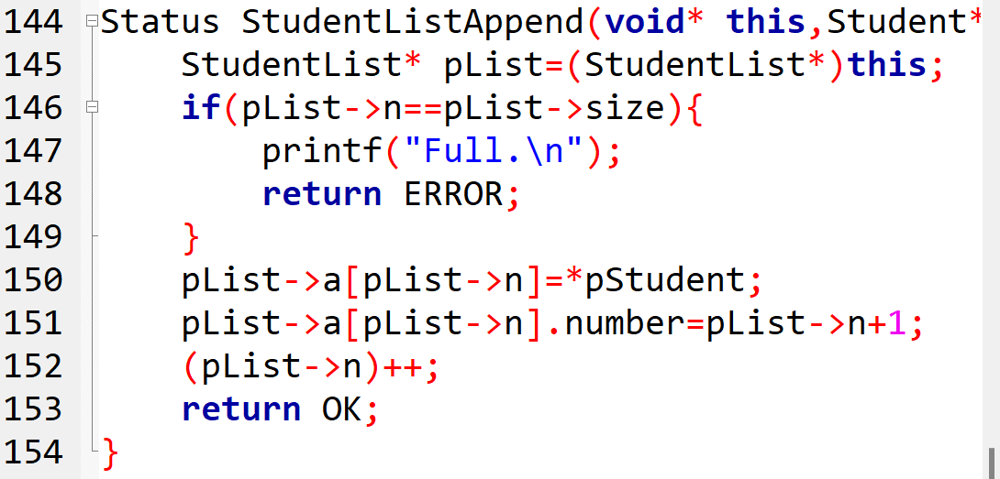 144 Status StudentListAppend(void* this,Student*
145 StudentList* pList=(StudentList*)this;
146 if(pList->n==pList->size){
147 printf("Full.\n");
148 return ERROR;
149 }
150 pList->a[pList->n]=*pStudent;
151 pList->a[pList->n].number=pList->n+1;
152 (pList->n)++;
153 return OK;
154 }